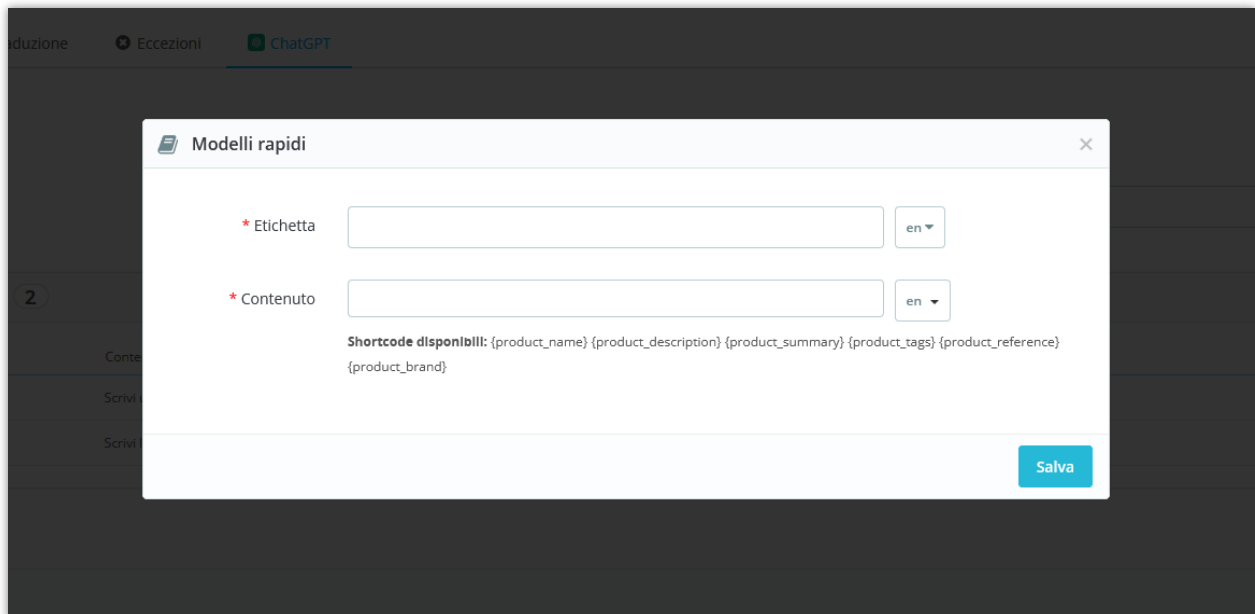 aduzione Eccezioni ChatGPT
Modelli rapidi ×
* Etichetta en
2
* Contenuto en
Shortcode disponibili: {product_name} {product_description} {product_summary} {product_tags} {product_reference}
{product_brand}
Conte
Scrivi
Scrivi
Salva